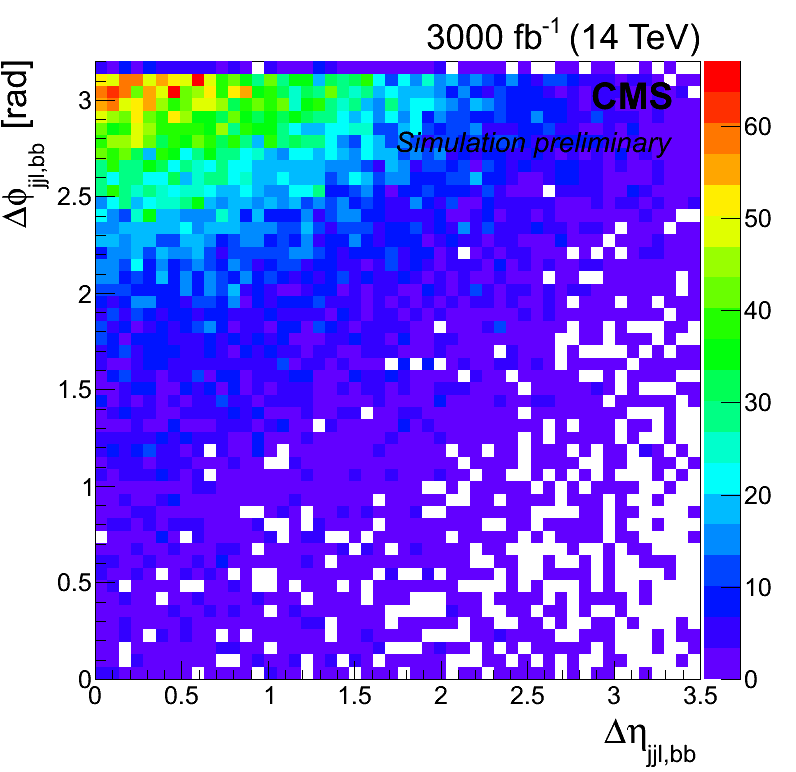 3000 fb-1 (14 TeV)
CMS
Simulation preliminary
Δϕjjl,bb [rad]
3
2.5
2
1.5
1
0.5
0
0 0.5 1 1.5 2 2.5 3 3.5
Δηjjl,bb
60
50
40
30
20
10
0